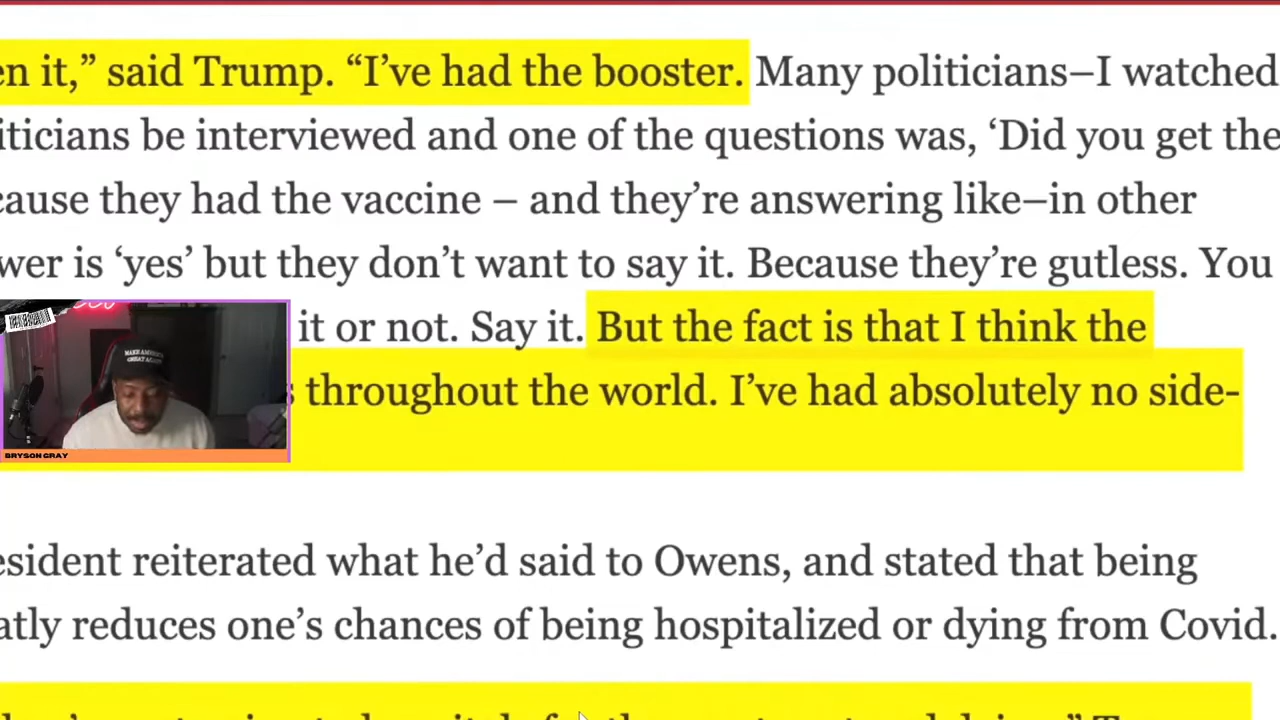 en it,” said Trump. “I’ve had the booster. Many politicians–I watched
iticians be interviewed and one of the questions was, ‘Did you get the
cause they had the vaccine – and they’re answering like–in other
wer is ‘yes’ but they don’t want to say it. Because they’re gutless. You
it or not. Say it. But the fact is that I think the
s throughout the world. I’ve had absolutely no side-
MAKE AMERICA
GREAT AGAIN
BRYSON GRAY
esident reiterated what he’d said to Owens, and stated that being
atly reduces one’s chances of being hospitalized or dying from Covid.